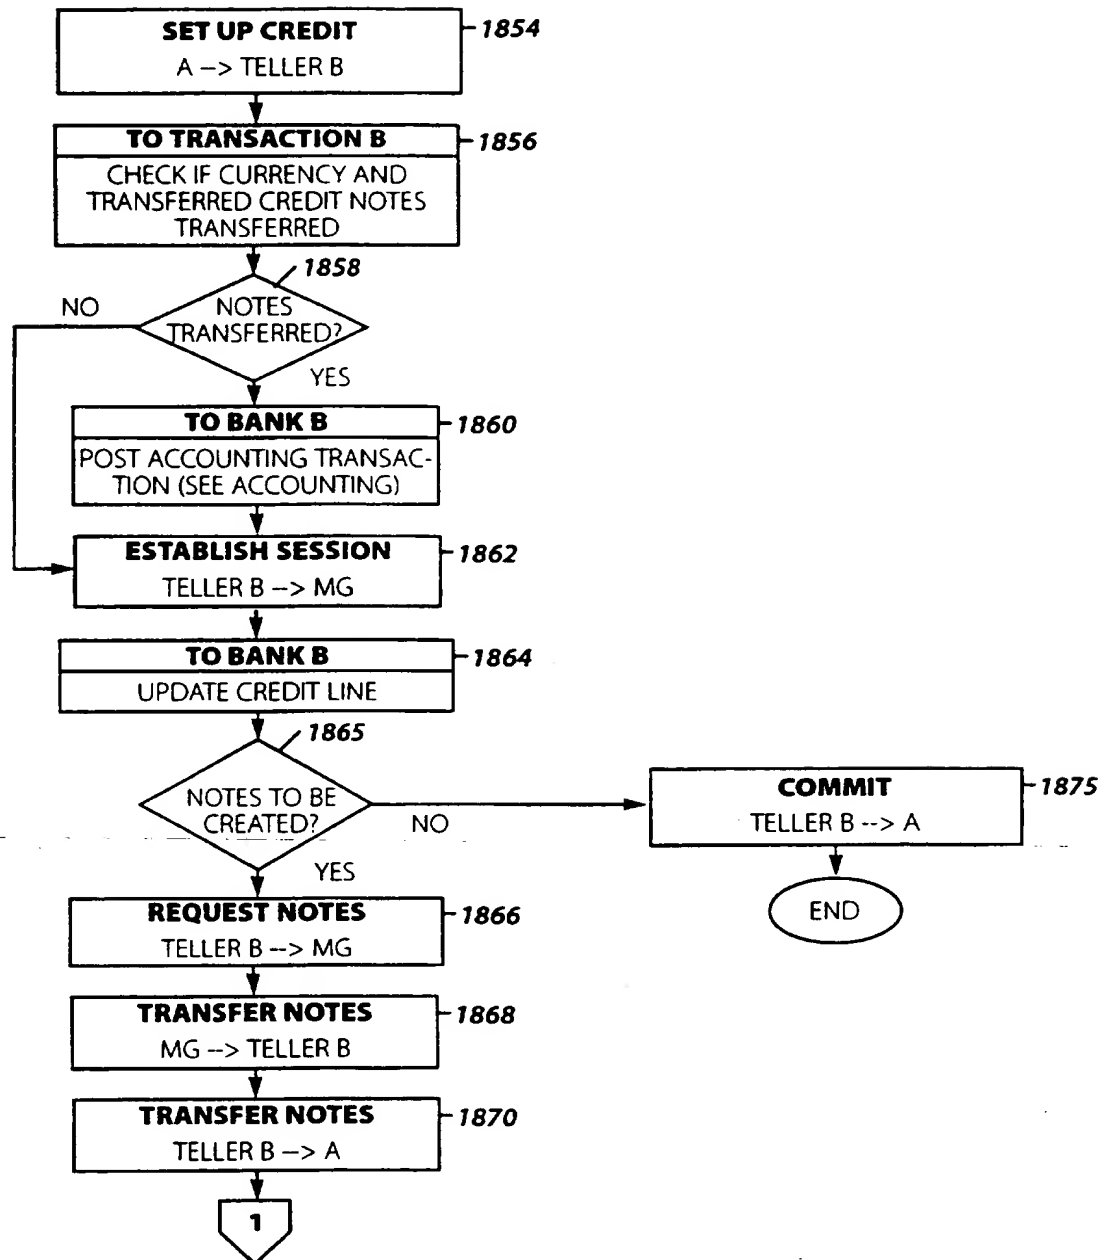 SET UP CREDIT
1854
A –> TELLER B
TO TRANSACTION B
1856
CHECK IF CURRENCY AND
TRANSFERRED CREDIT NOTES
TRANSFERRED
1858
NO
NOTES
TRANSFERRED?
YES
TO BANK B
1860
POST ACCOUNTING TRANSAC-
TION (SEE ACCOUNTING)
ESTABLISH SESSION
1862
TELLER B –> MG
TO BANK B
1864
UPDATE CREDIT LINE
1865
NOTES TO BE
CREATED?
NO
YES
COMMIT
1875
TELLER B --> A
END
REQUEST NOTES
1866
TELLER B --> MG
TRANSFER NOTES
1868
MG --> TELLER B
TRANSFER NOTES
1870
TELLER B –> A
1